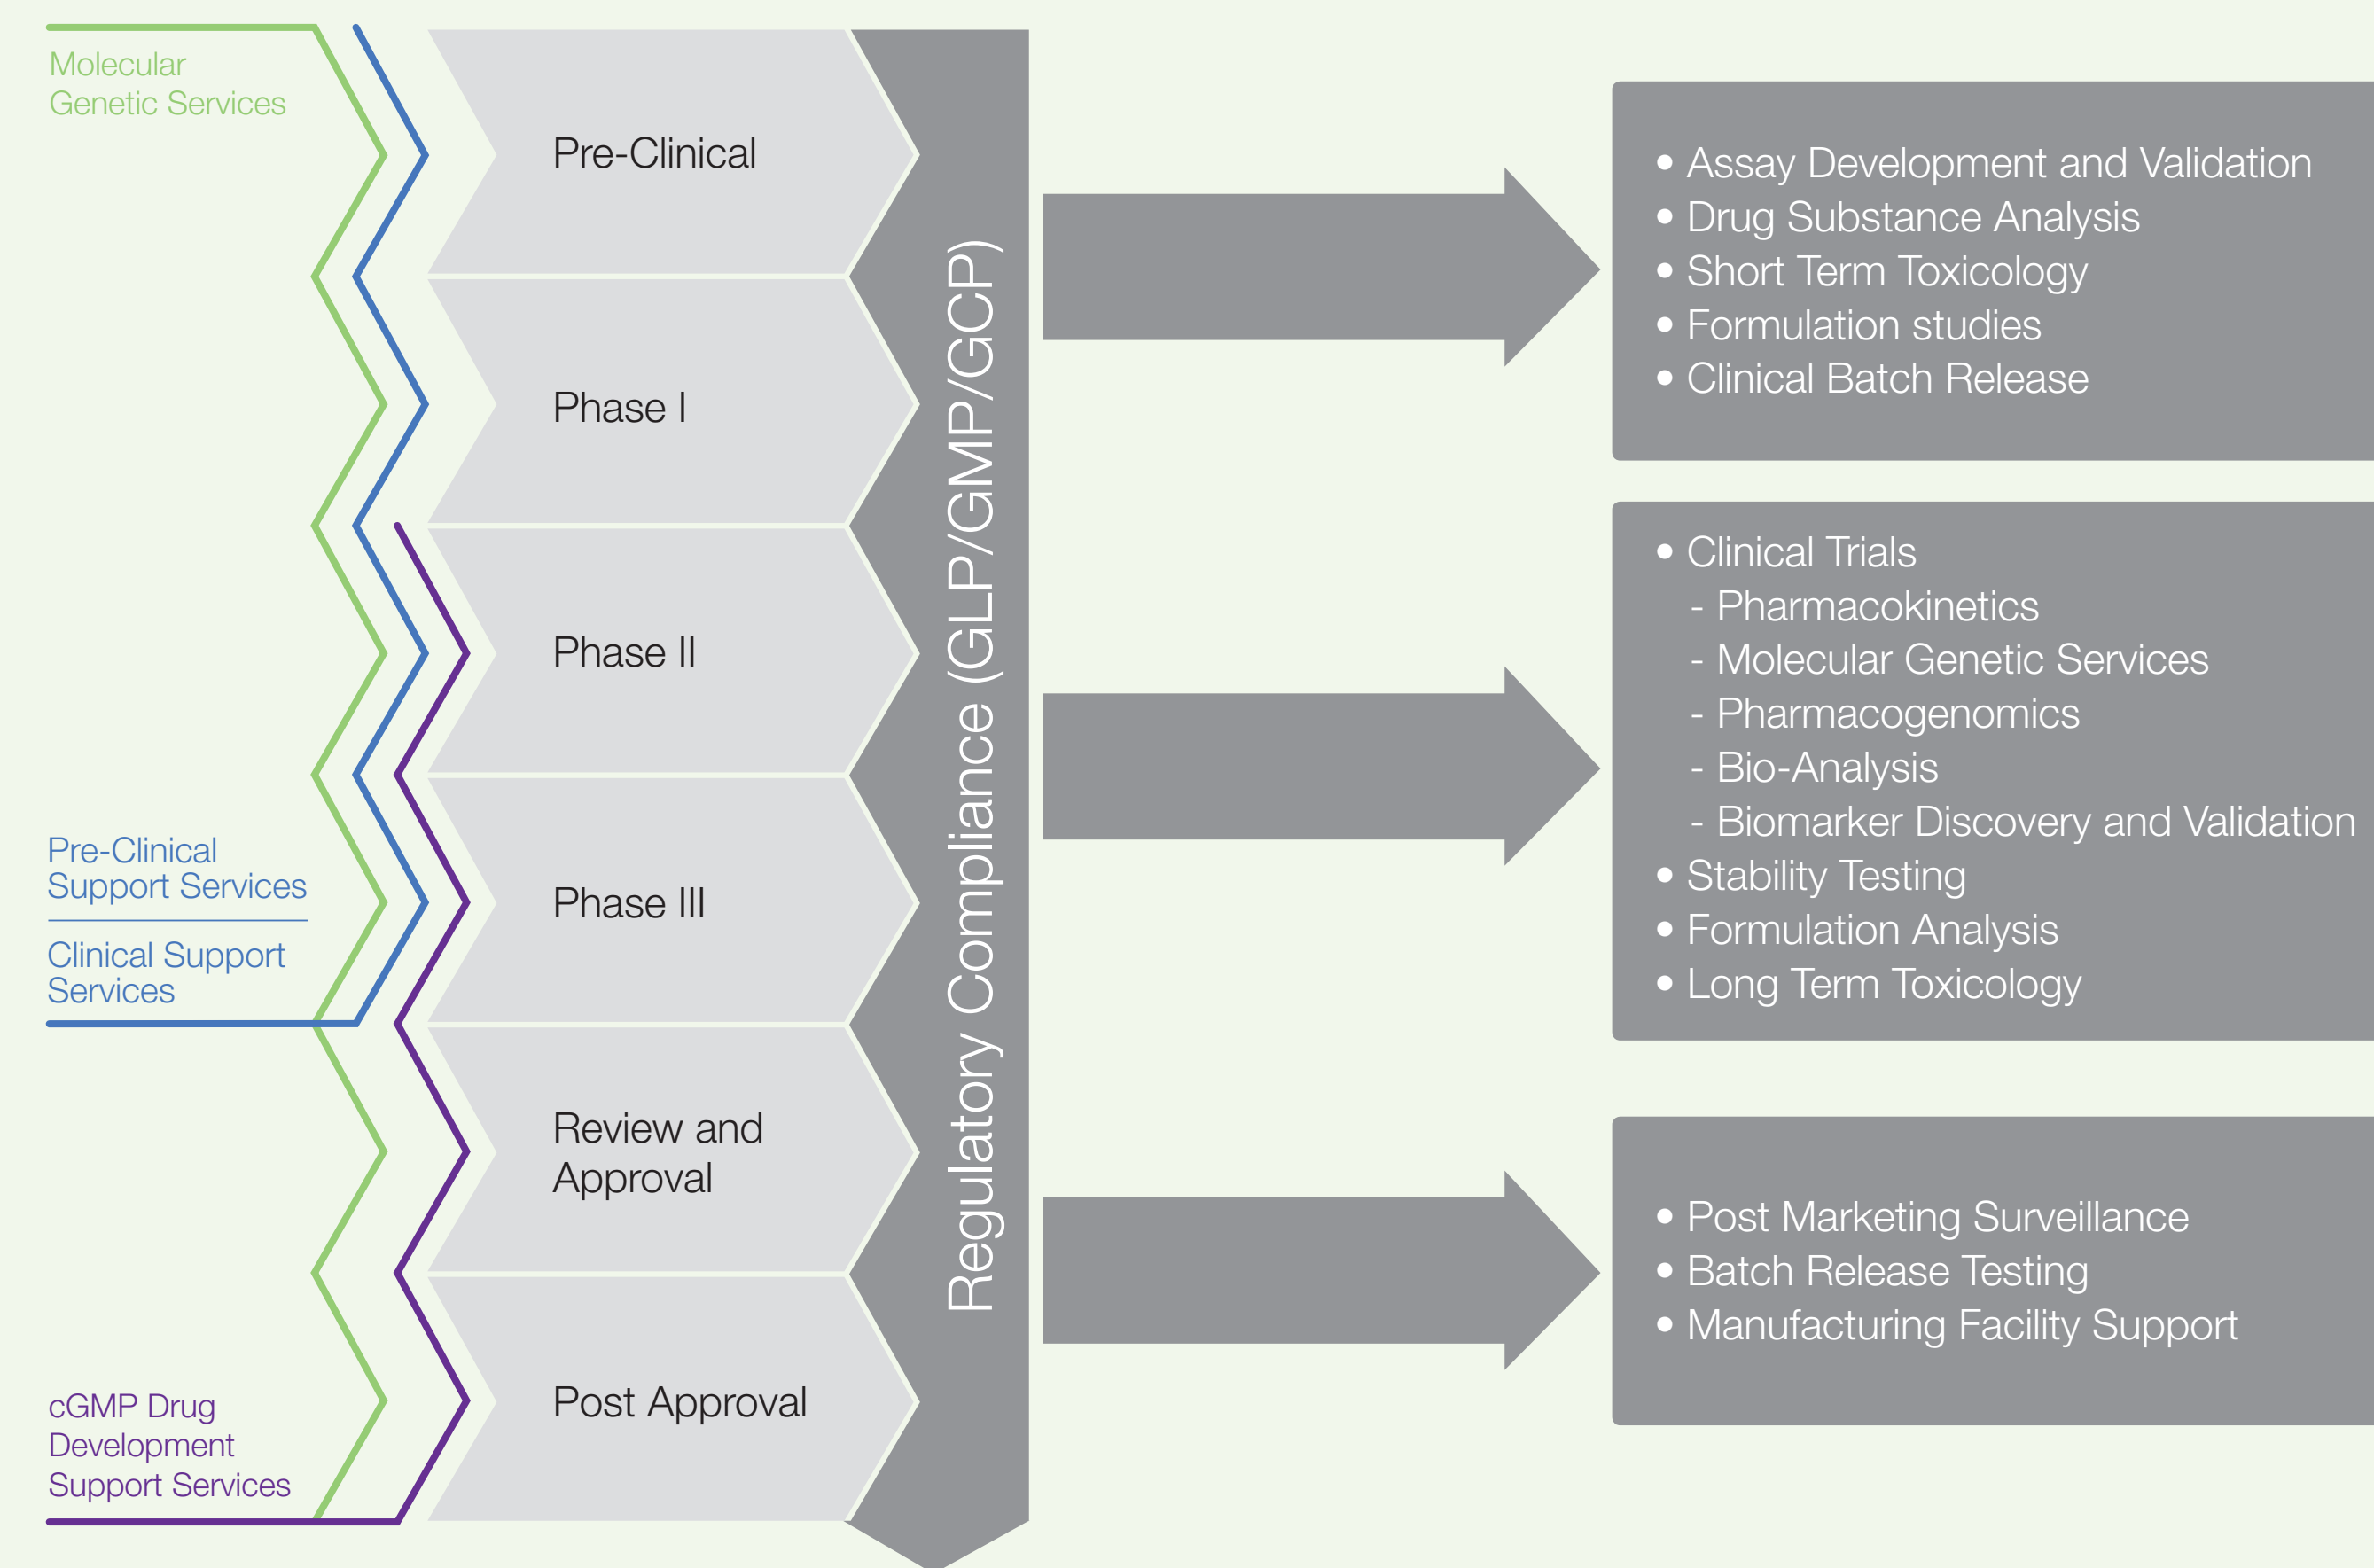 Molecular
Genetic Services
Pre-Clinical
Support Services
Clinical Support
Services
cGMP Drug
Development
Support Services
Pre-Clinical
Phase I
Phase II
Phase III
Review and
Approval
Post Approval
Regulatory Compliance (GLP/GMP/GCP)
• Assay Development and Validation
• Drug Substance Analysis
• Short Term Toxicology
• Formulation studies
• Clinical Batch Release
• Clinical Trials
- Pharmacokinetics
- Molecular Genetic Services
- Pharmacogenomics
- Bio-Analysis
- Biomarker Discovery and Validation
• Stability Testing
• Formulation Analysis
• Long Term Toxicology
• Post Marketing Surveillance
• Batch Release Testing
• Manufacturing Facility Support